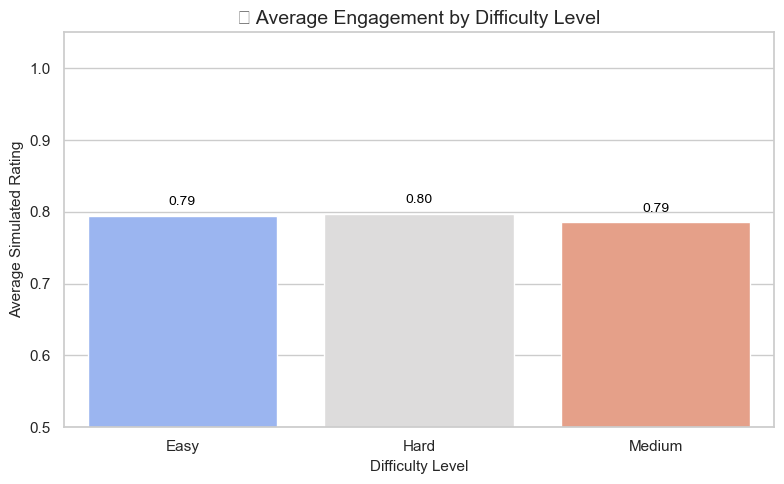 ▯ Average Engagement by Difficulty Level
1.0
0.9
0.8
0.7
0.6
0.5
Average Simulated Rating
0.79
0.80
0.79
Easy
Hard
Medium
Difficulty Level